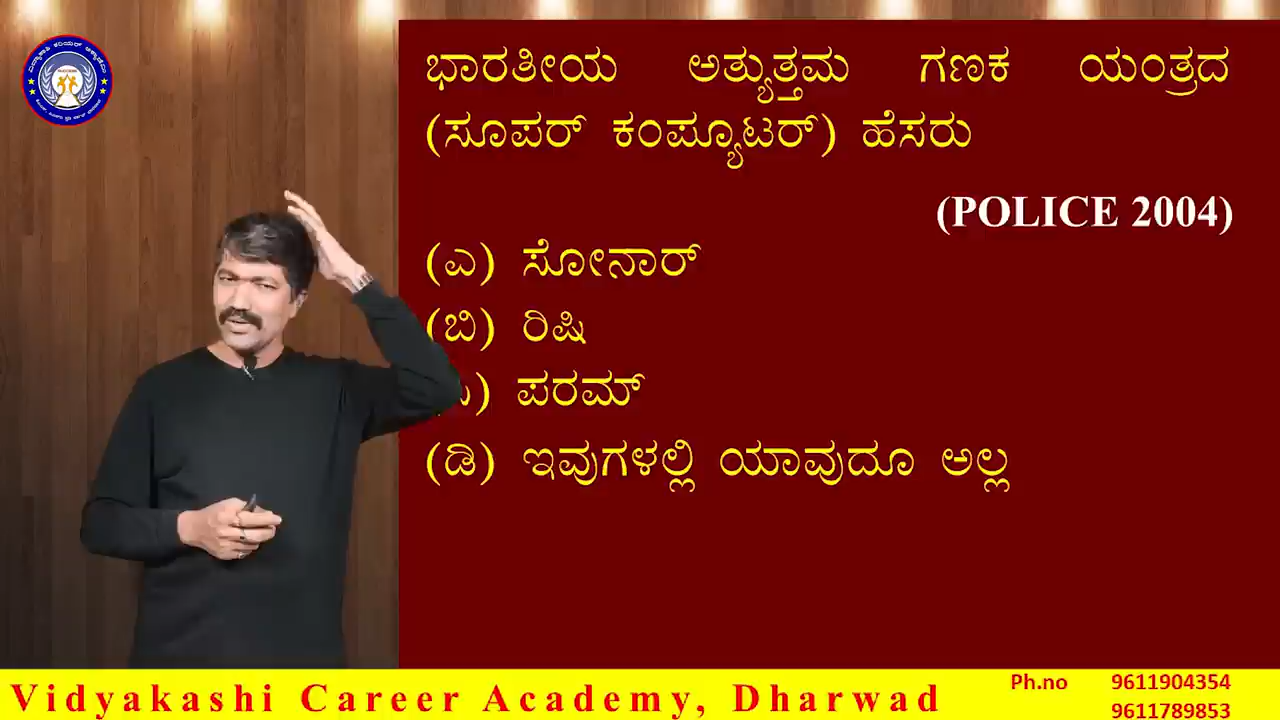 ಭಾರತೀಯ ಅತ್ಯುತ್ತಮ ಗಣಕ ಯಂತ್ರದ
(ಸೂಪರ್ ಕಂಪ್ಯೂಟರ್) ಹೆಸರು
(POLICE 2004)
(ಎ) ಸೋನಾರ್
(ಬಿ) ರಿಷಿ
) ಪರಮ್
(ಡಿ) ಇವುಗಳಲ್ಲಿ ಯಾವುದೂ ಅಲ್ಲ
Vidyakashi Career Academy, Dharwad
Ph.no 9611904354
9611789853